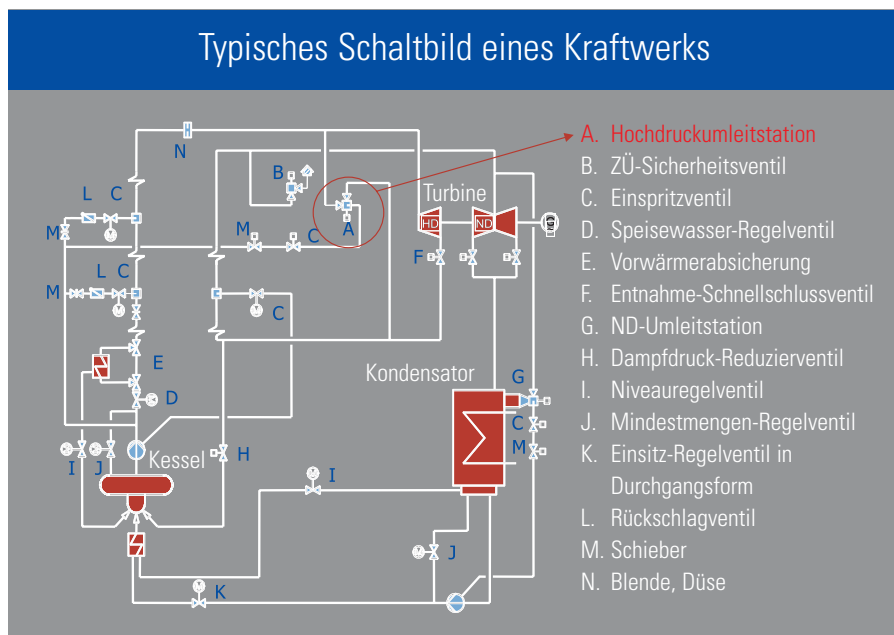 Typisches Schaltbild eines Kraftwerks
A. Hochdruckumleitstation
B. ZÜ-Sicherheitsventil
C. Einspritzventil
D. Speisewasser-Regelventil
E. Vorwärmerabsicherung
F. Entnahme-Schnellschlussventil
G. ND-Umleitstation
H. Dampfdruck-Reduzierventil
I. Niveauregelventil
J. Mindestmengen-Regelventil
K. Einsitz-Regelventil in
Durchgangsform
L. Rückschlagventil
M. Schieber
N. Blende, Düse
N
B
L C
Turbine
A
HD
ND
M
M
C
F
L C
M
C
E
Kondensator
G
D
C
M
I
J
Kessel
H
I
J
K